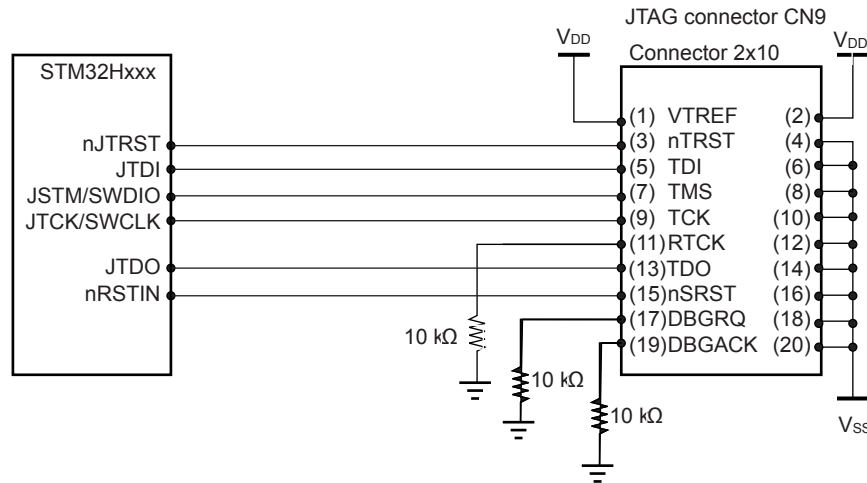 JTAG connector CN9
VDD
VDD
Connector 2x10
STM32Hxxx
(1) VTREF (2)
nJTRST (3) nTRST (4)
JTDI (5) TDI (6)
JSTM/SWDIO (7) TMS (8)
JTCK/SWCLK (9) TCK (10)
(11) RTCK (12)
JTDO (13) TDO (14)
nRSTIN (15) nSRST (16)
(17) DBGRQ (18)
10 kΩ (19) DBGACK (20)
10 kΩ
10 kΩ
VSS